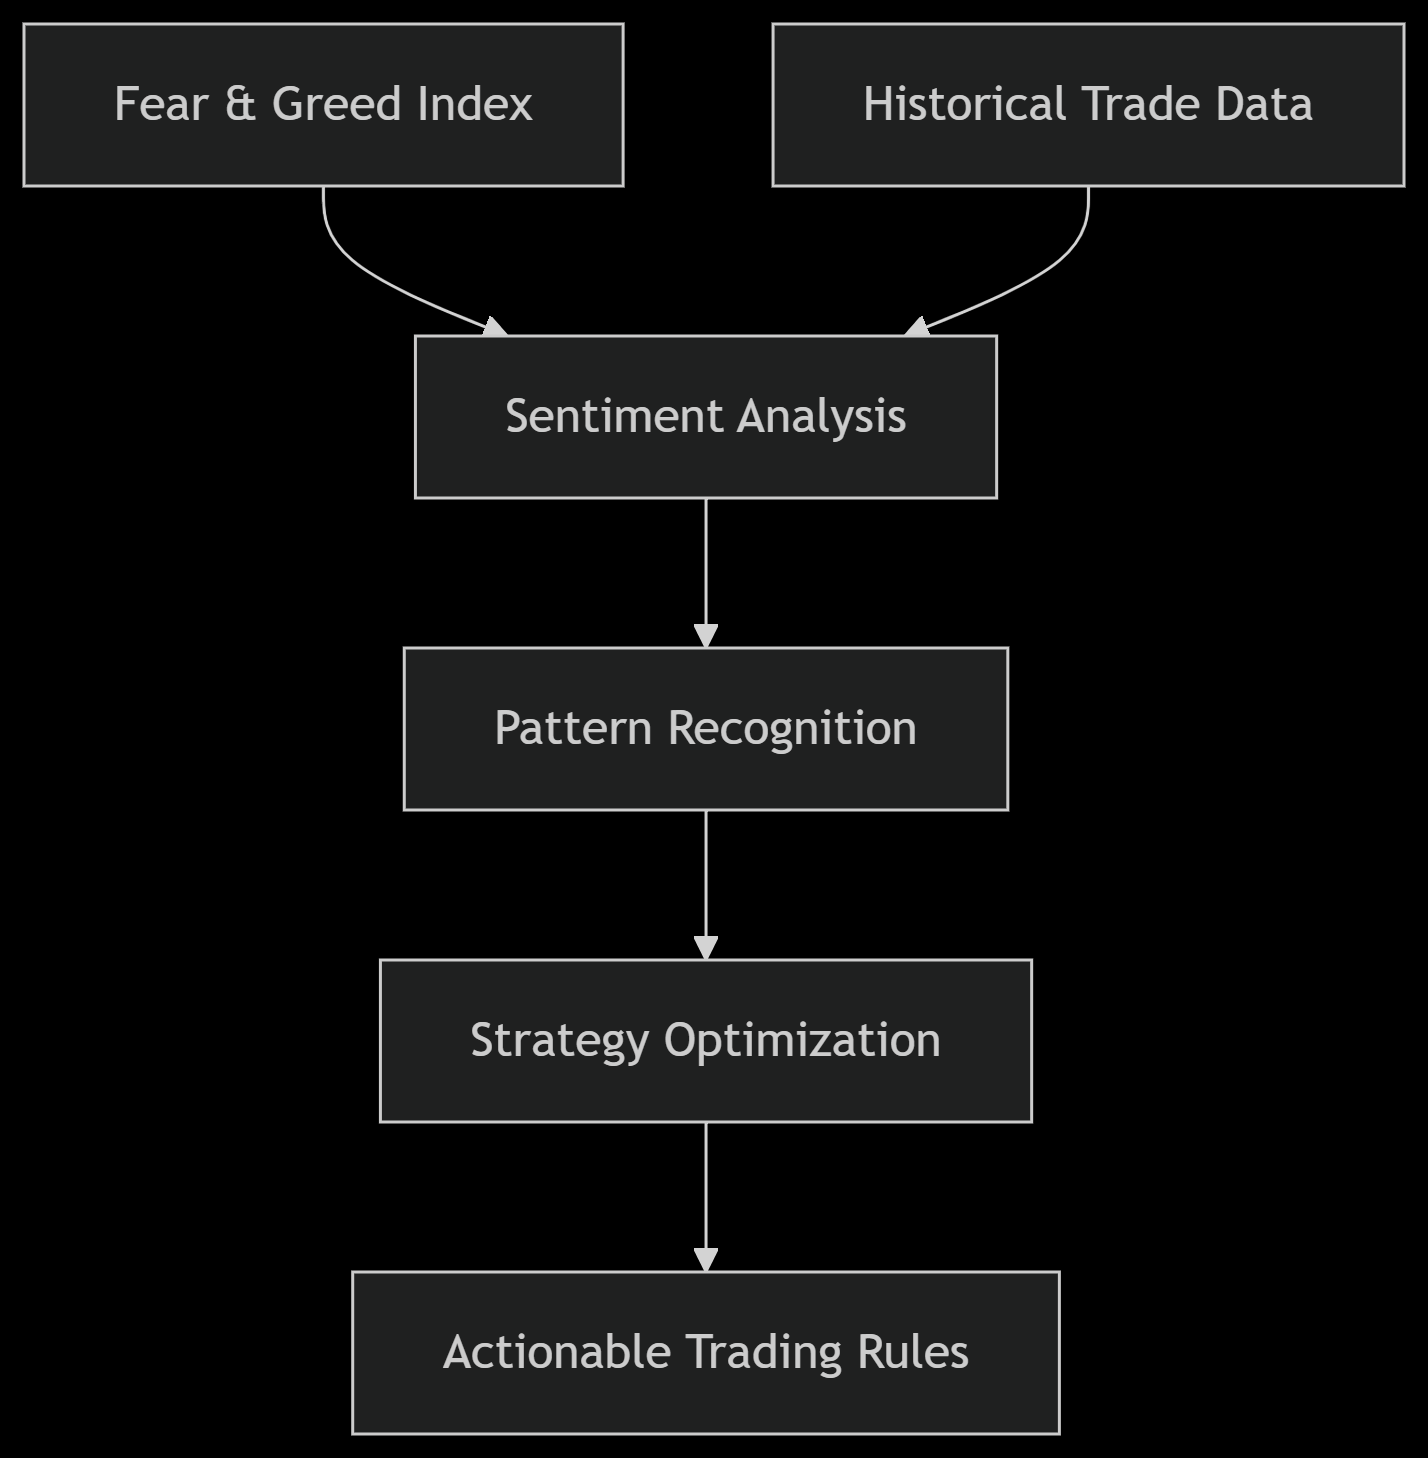 Fear & Greed Index
Historical Trade Data
Sentiment Analysis
Pattern Recognition
Strategy Optimization
Actionable Trading Rules